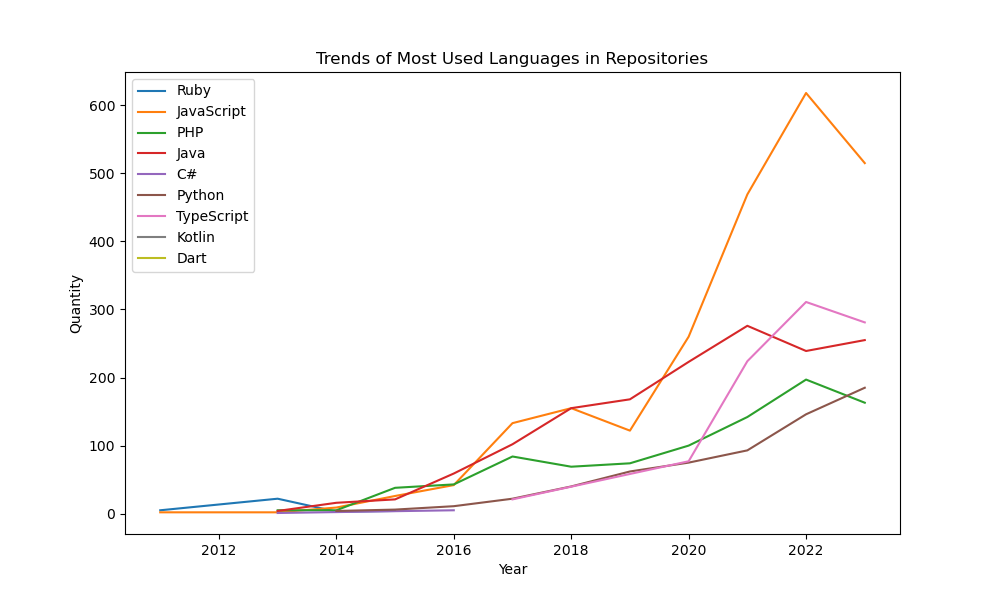 Trends of Most Used Languages in Repositories
Ruby
JavaScript
PHP
Java
C#
Python
TypeScript
Kotlin
Dart
600
500
400
300
200
100
0
Quantity
2012
2014
2016
2018
2020
2022
Year